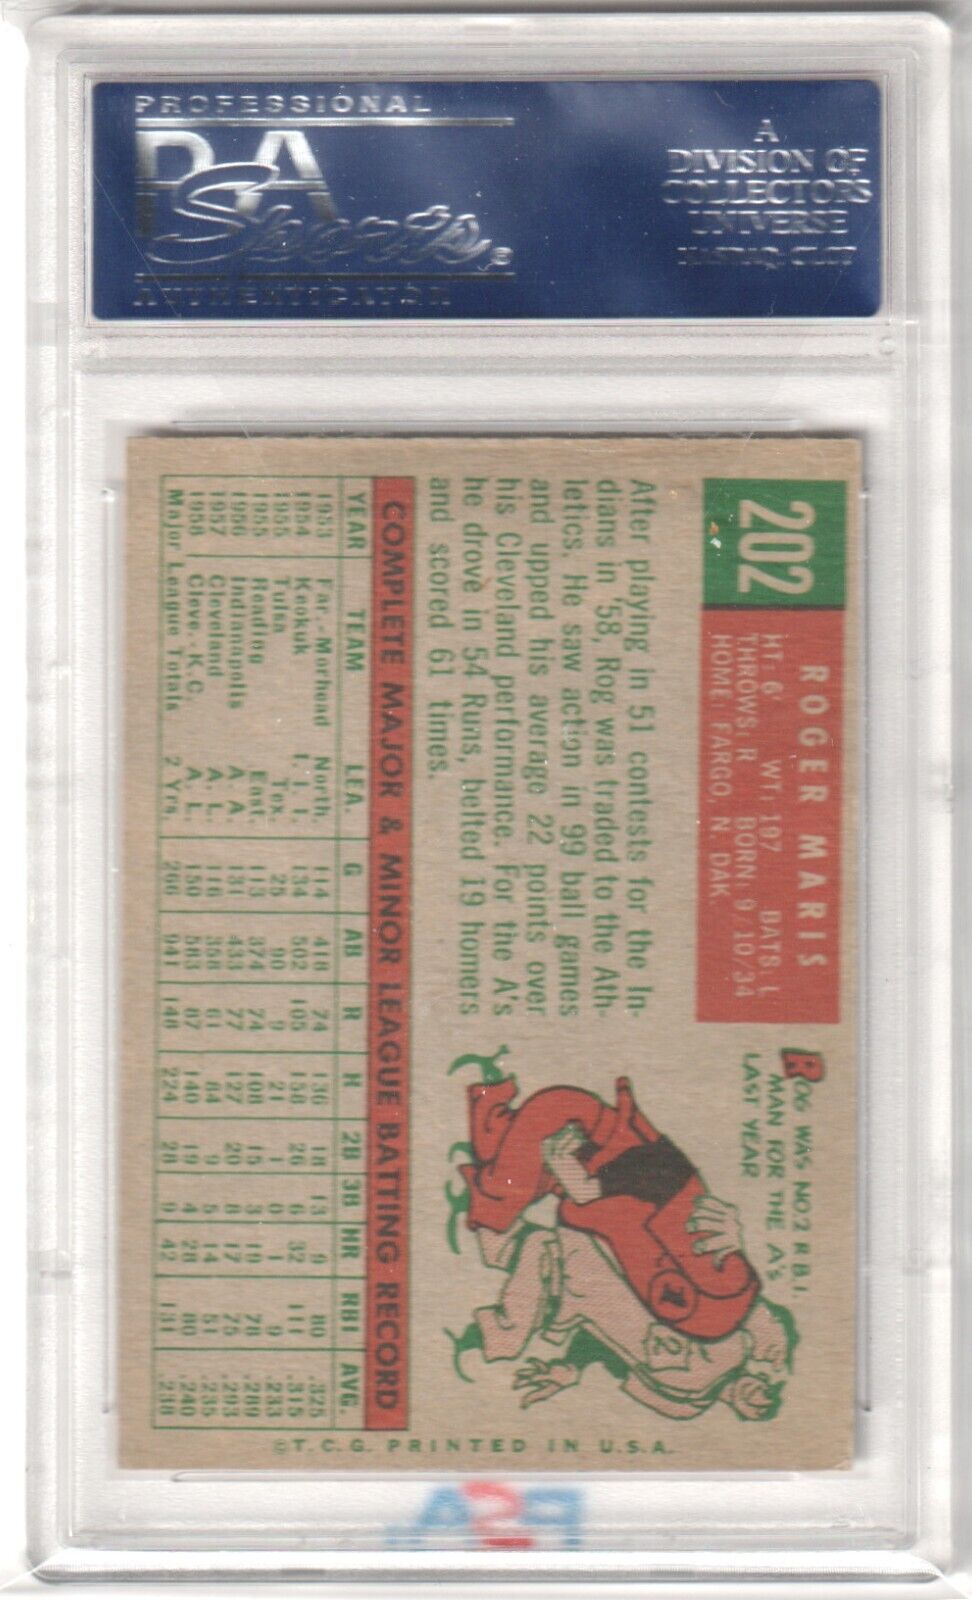 PROFESSIONAL
PSA
Sports®
AUTHENTICATOR
A
DIVISION OF
COLLECTORS
UNIVERSE
NASDAQ: CLCT
202
ROGER MARIS
HT: 6' WT: 197 BATS: L
THROWS: R BORN: 9/10/34
HOME: FARGO, N. DAK.
After playing in 51 contests for the In-
dians in '58, Rog was traded to the Ath-
letics. He saw action in 99 ball games
and upped his average 22 points over
his Cleveland performance. For the A's
he drove in 54 Runs, belted 19 homers
and scored 61 times.
ROG WAS NO. 2 R.B.I.
MAN FOR THE A's
LAST YEAR
1
2
COMPLETE MAJOR & MINOR LEAGUE BATTING RECORD
YEAR TEAM LEA. G AB R H 2B 3B HR RBI AVG.
1953 Far.-Morhead North. 114 418 74 136 18 13 9 80 .325
1954 Keokuk I. I. I. 134 502 105 158 26 6 32 111 .315
1955 Tulsa Tex. 25 90 9 21 1 0 1 9 .233
1955 Reading East. 113 374 74 108 15 3 19 78 .289
1956 Indianapolis A. A. 131 433 77 127 20 8 17 75 .293
1957 Cleveland A. L. 116 358 61 84 9 5 14 51 .235
1958 Cleve.-K.C. A. L. 150 583 87 140 19 4 28 80 .240
Major League Totals 2 Yrs. 266 941 148 224 28 9 42 131 .238
©T.C.G. PRINTED IN U.S.A.
PSA